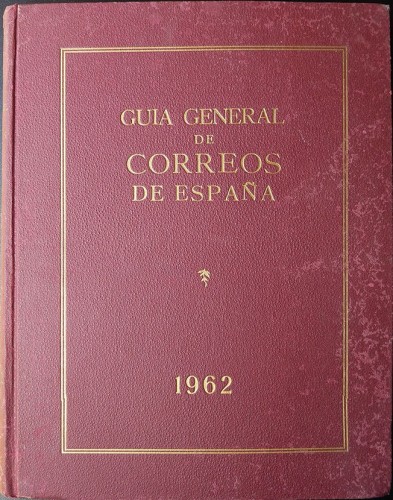 GUIA GENERAL
DE
CORREOS
DE ESPAÑA
1962